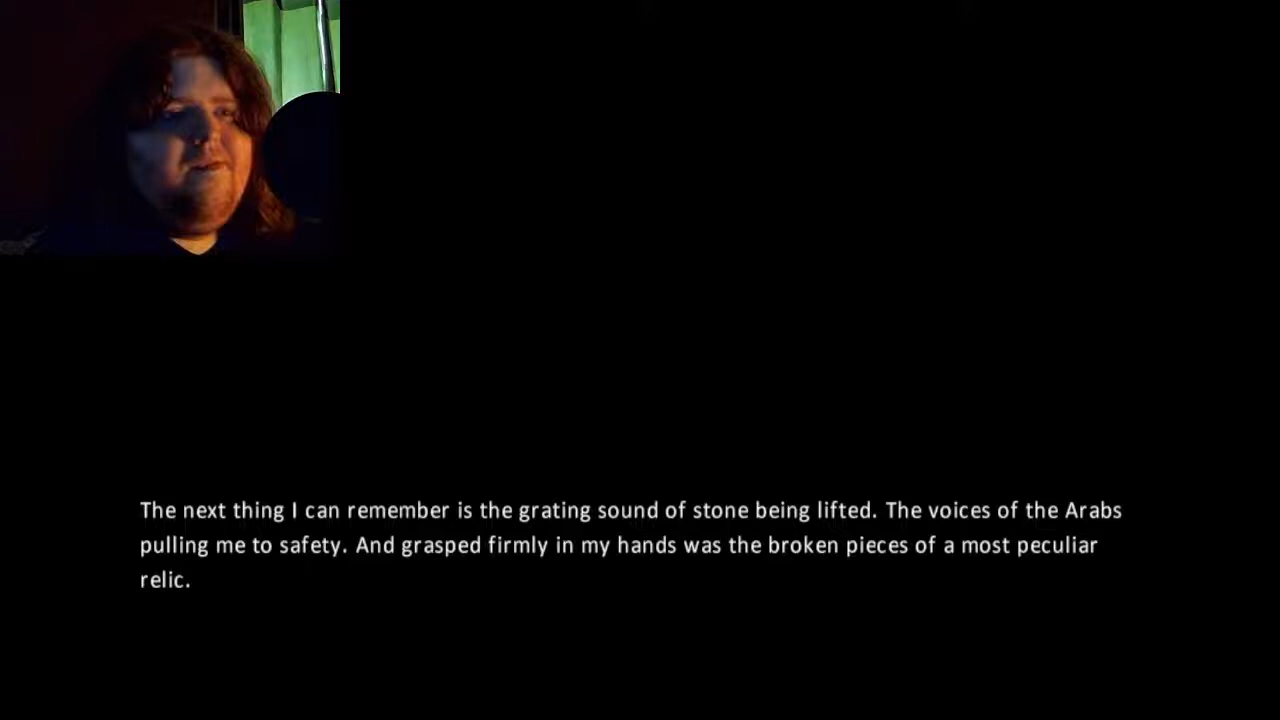 The next thing I can remember is the grating sound of stone being lifted. The voices of the Arabs
pulling me to safety. And grasped firmly in my hands was the broken pieces of a most peculiar
relic.